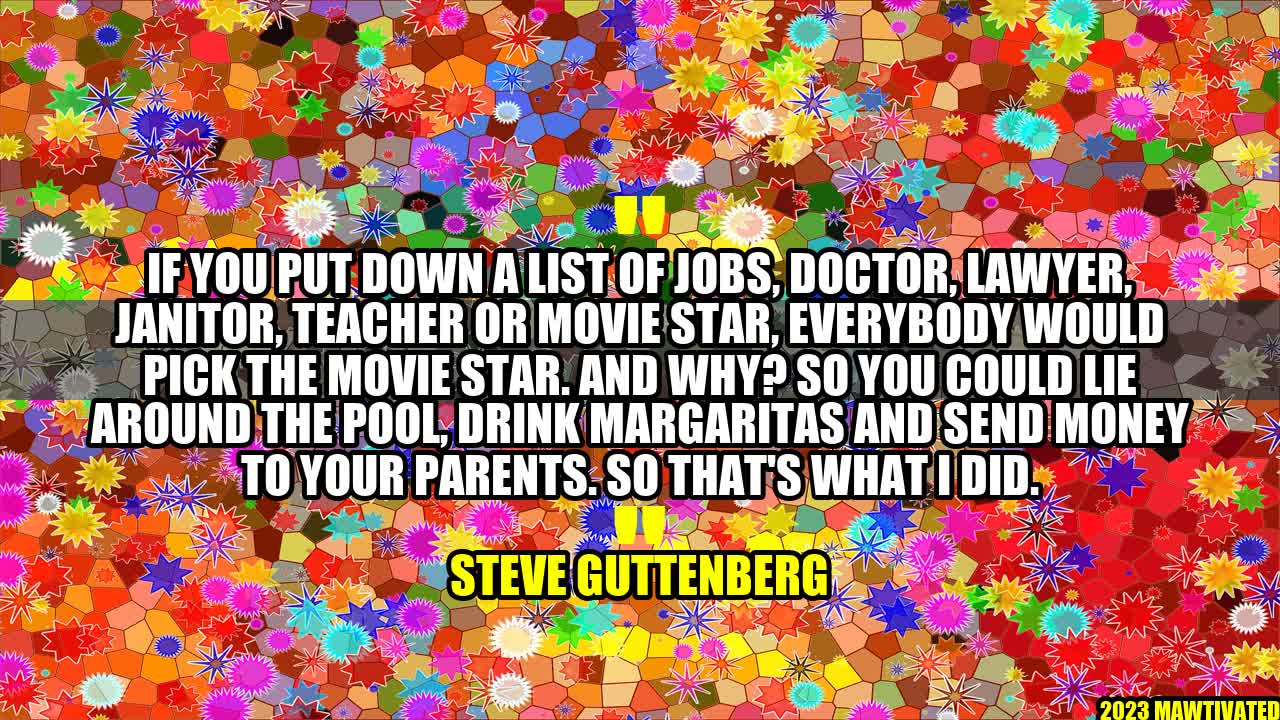 "
IF YOU PUT DOWN A LIST OF JOBS, DOCTOR, LAWYER,
JANITOR, TEACHER OR MOVIE STAR, EVERYBODY WOULD
PICK THE MOVIE STAR. AND WHY? SO YOU COULD LIE
AROUND THE POOL, DRINK MARGARITAS AND SEND MONEY
TO YOUR PARENTS. SO THAT'S WHAT I DID.
"
STEVE GUTTENBERG
2023 MAWTIVATED